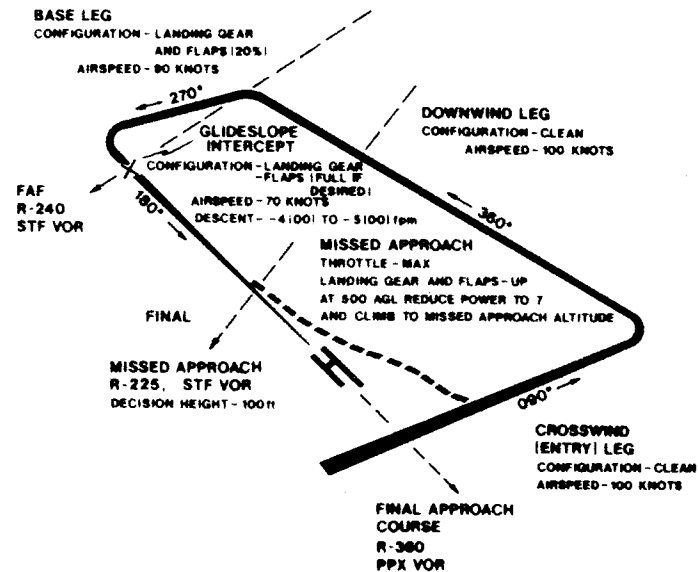 BASE LEG
CONFIGURATION - LANDING GEAR
AND FLAPS (20%)
AIRSPEED - 90 KNOTS
270°
DOWNWIND LEG
CONFIGURATION - CLEAN
AIRSPEED - 100 KNOTS
GLIDESLOPE
INTERCEPT
CONFIGURATION - LANDING GEAR
- FLAPS (FULL IF
DESIRED)
AIRSPEED - 70 KNOTS
DESCENT - -4(00) TO -5(00) fpm
FAF
R-240
STF VOR
180°
360°
MISSED APPROACH
THROTTLE - MAX
LANDING GEAR AND FLAPS - UP
AT 500 AGL REDUCE POWER TO 7
AND CLIMB TO MISSED APPROACH ALTITUDE
FINAL
MISSED APPROACH
R-225, STF VOR
DECISION HEIGHT - 100 ft
090°
CROSSWIND
(ENTRY) LEG
CONFIGURATION - CLEAN
AIRSPEED - 100 KNOTS
FINAL APPROACH
COURSE
R-360
PPX VOR